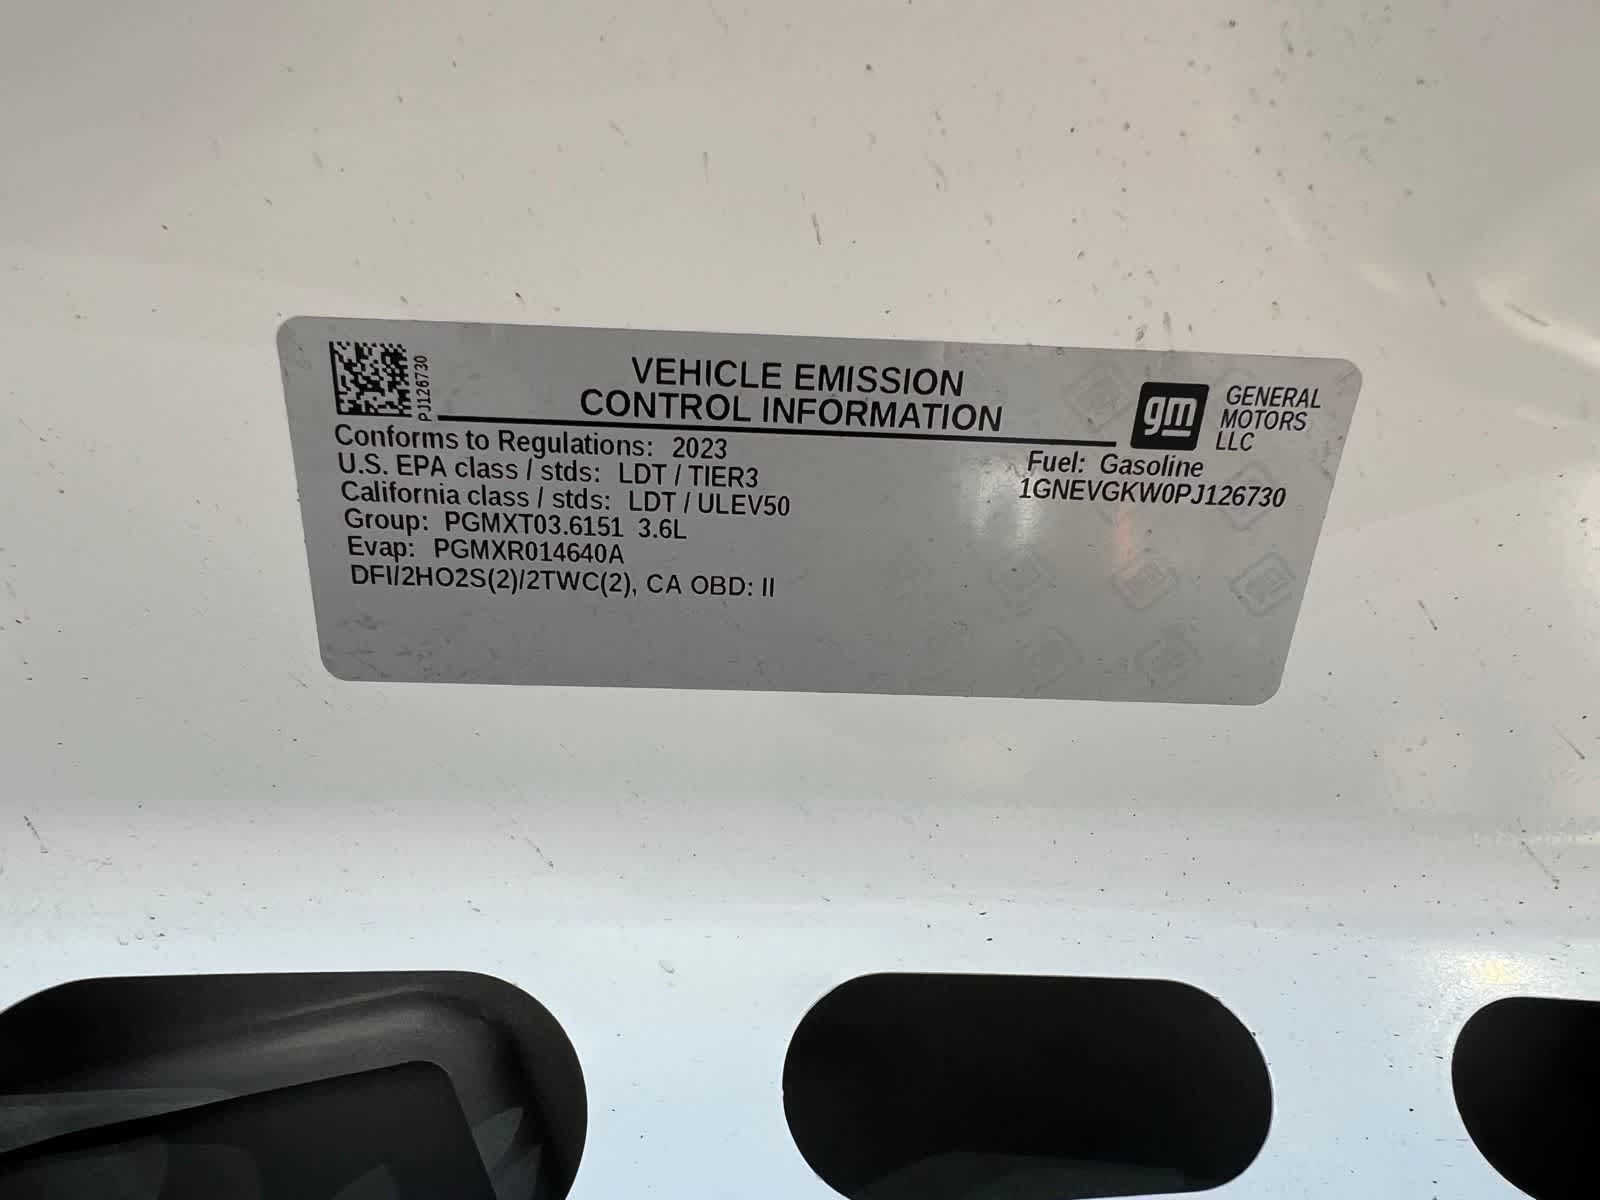 PJ126730
VEHICLE EMISSION
CONTROL INFORMATION
gm
GENERAL
MOTORS
LLC
Conforms to Regulations: 2023
U.S. EPA class / stds: LDT / TIER3
California class / stds: LDT / ULEV50
Group: PGMXT03.6151 3.6L
Evap: PGMXR014640A
DFI/2HO2S(2)/2TWC(2), CA OBD: II
Fuel: Gasoline
1GNEVGKW0PJ126730